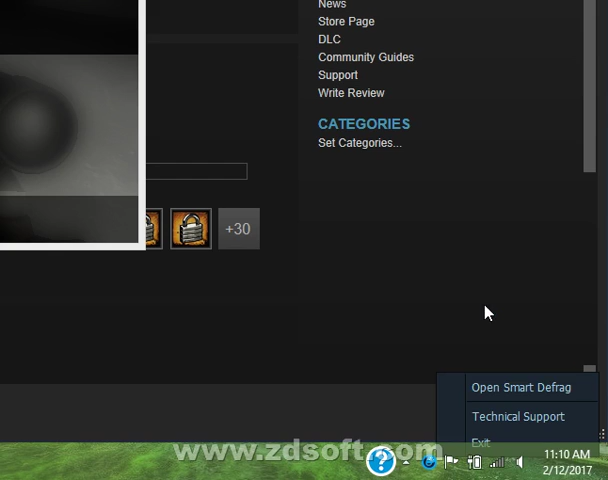 News
Store Page
DLC
Community Guides
Support
Write Review
CATEGORIES
Set Categories...
+30
Open Smart Defrag
Technical Support
Exit
www.zdsoft.com
?
11:10 AM
2/12/2017